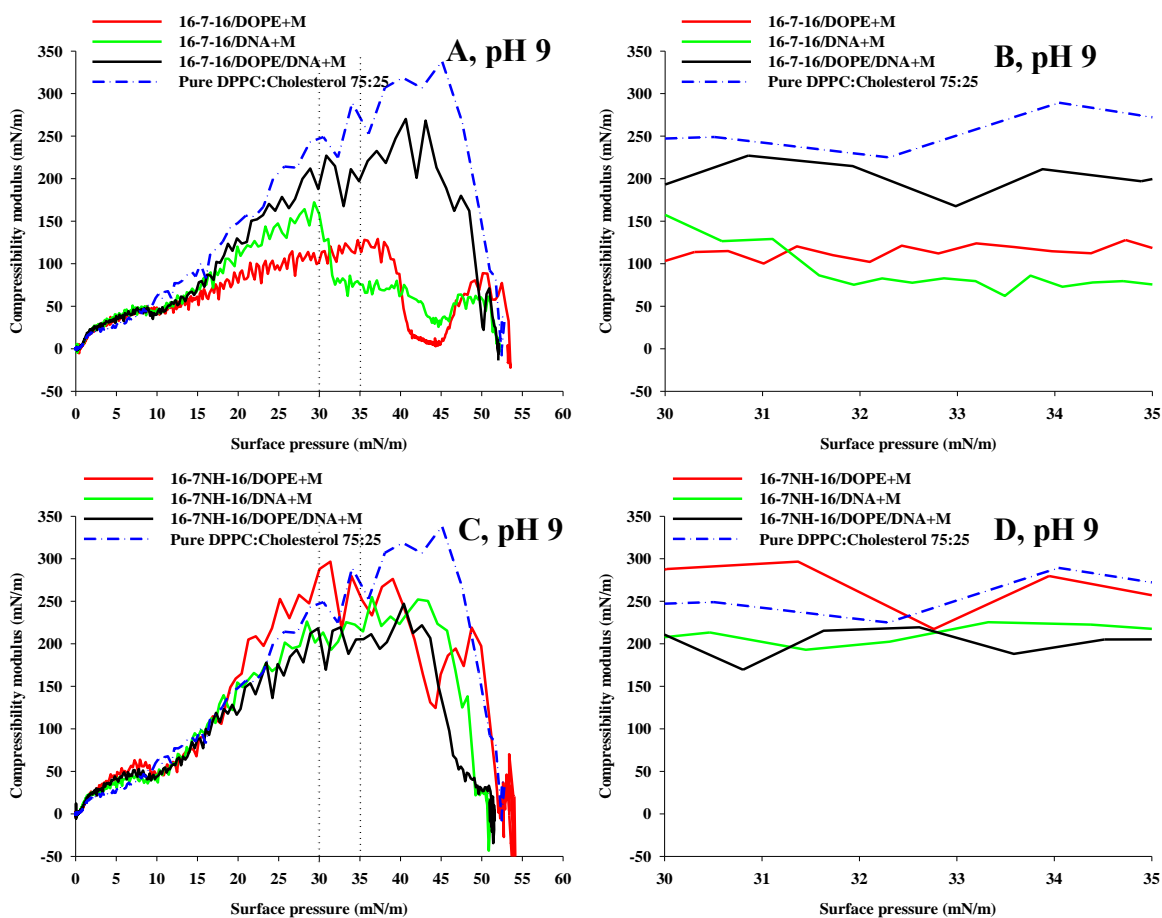 16-7-16/DOPE+M
16-7-16/DNA+M
16-7-16/DOPE/DNA+M
Pure DPPC:Cholesterol 75:25
A, pH 9
Compressibility modulus (mN/m)
350
300
250
200
150
100
50
0
-50
0 5 10 15 20 25 30 35 40 45 50 55 60
Surface pressure (mN/m)
16-7-16/DOPE+M
16-7-16/DNA+M
16-7-16/DOPE/DNA+M
Pure DPPC:Cholesterol 75:25
B, pH 9
Compressibility modulus (mN/m)
350
300
250
200
150
100
50
0
-50
30 31 32 33 34 35
Surface pressure (mN/m)
16-7NH-16/DOPE+M
16-7NH-16/DNA+M
16-7NH-16/DOPE/DNA+M
Pure DPPC:Cholesterol 75:25
C, pH 9
Compressibility modulus (mN/m)
350
300
250
200
150
100
50
0
-50
0 5 10 15 20 25 30 35 40 45 50 55 60
Surface pressure (mN/m)
16-7NH-16/DOPE+M
16-7NH-16/DNA+M
16-7NH-16/DOPE/DNA+M
Pure DPPC:Cholesterol 75:25
D, pH 9
Compressibility modulus (mN/m)
350
300
250
200
150
100
50
0
-50
30 31 32 33 34 35
Surface pressure (mN/m)